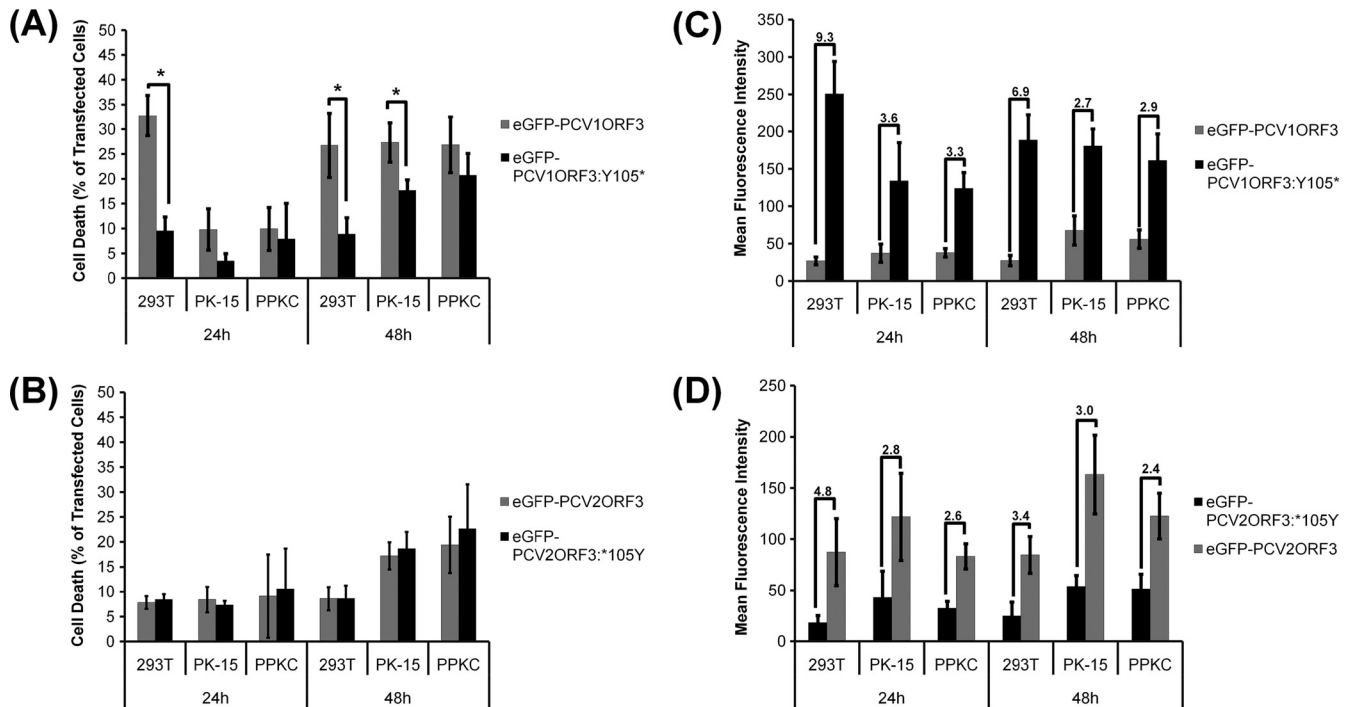 (A)
Cell Death (% of Transfected Cells)
50
45
40
35
30
25
20
15
10
5
0
*
*
*
293T PK-15 PPKC 293T PK-15 PPKC
24h 48h
eGFP-PCV1ORF3
eGFP-
PCV1ORF3:Y105*
(C)
Mean Fluorescence Intensity
350
300
250
200
150
100
50
0
9.3
3.6
3.3
6.9
2.7
2.9
293T PK-15 PPKC 293T PK-15 PPKC
24h 48h
eGFP-PCV1ORF3
eGFP-
PCV1ORF3:Y105*
(B)
Cell Death (% of Transfected Cells)
50
45
40
35
30
25
20
15
10
5
0
293T PK-15 PPKC 293T PK-15 PPKC
24h 48h
eGFP-PCV2ORF3
eGFP-
PCV2ORF3:*105Y
(D)
Mean Fluorescence Intensity
250
200
150
100
50
0
4.8
2.8
2.6
3.4
3.0
2.4
293T PK-15 PPKC 293T PK-15 PPKC
24h 48h
eGFP-
PCV2ORF3:*105Y
eGFP-PCV2ORF3